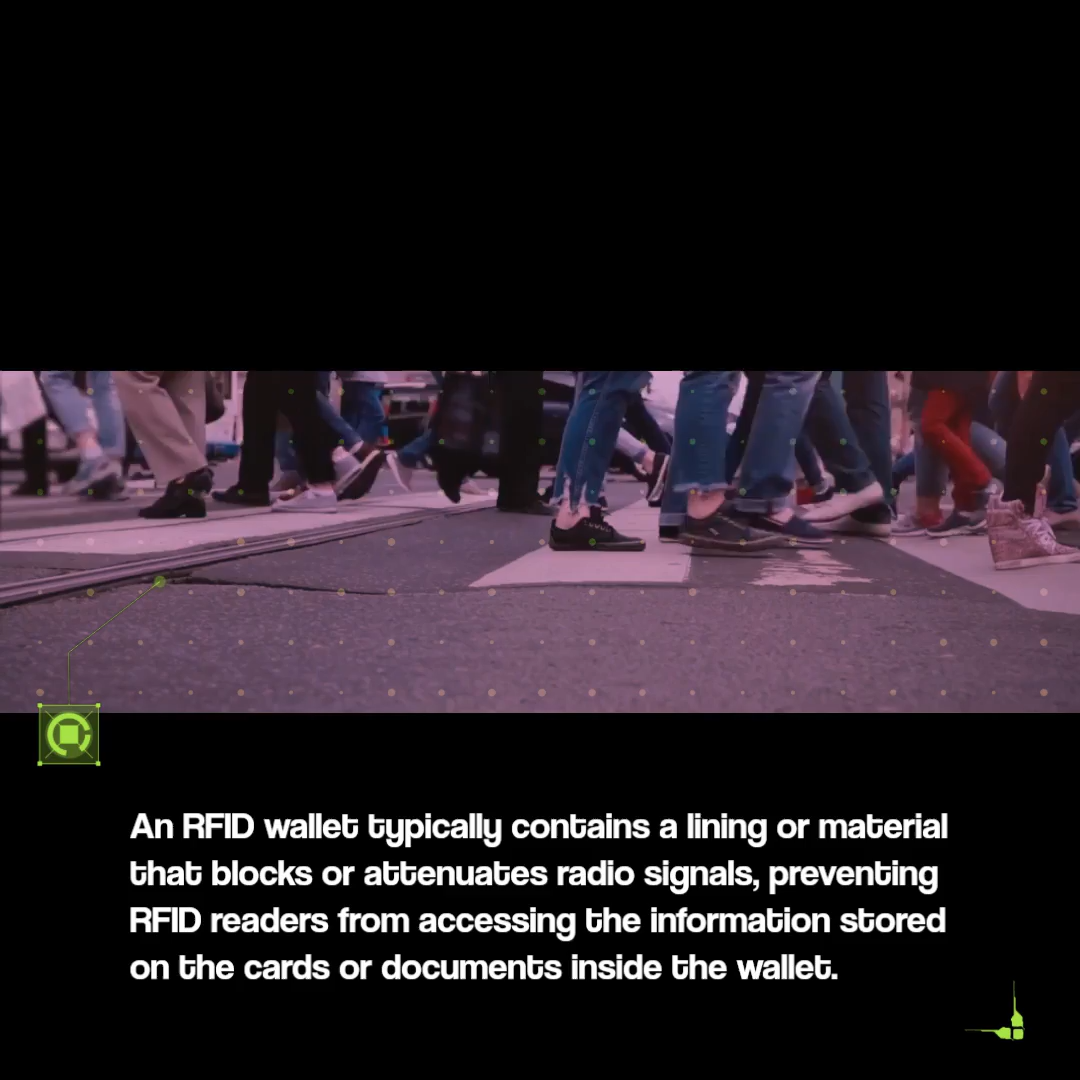 An RFID wallet typically contains a lining or material
that blocks or attenuates radio signals, preventing
RFID readers from accessing the information stored
on the cards or documents inside the wallet.